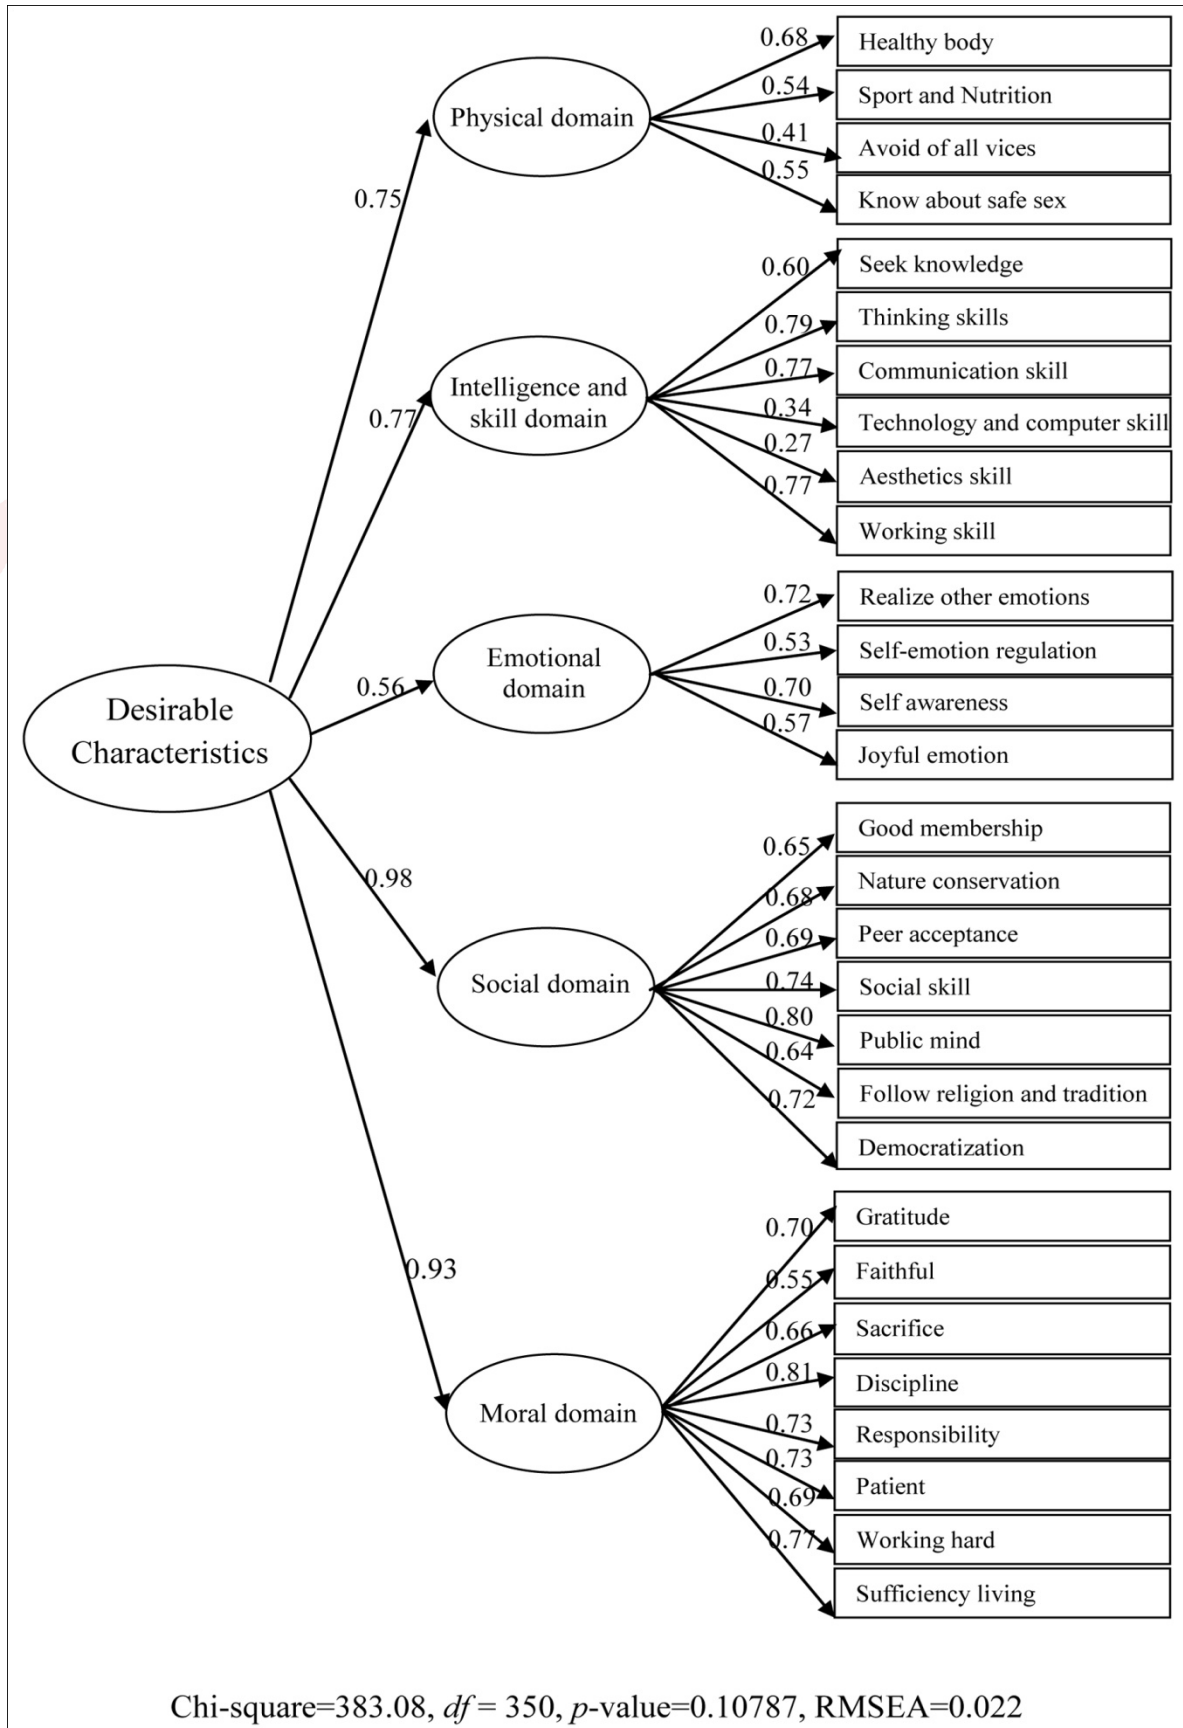 0.68
Healthy body
0.54
Sport and Nutrition
Physical domain
0.41
Avoid of all vices
0.55
Know about safe sex
0.75
0.60
Seek knowledge
0.79
Thinking skills
0.77
Communication skill
Intelligence and
skill domain
0.34
Technology and computer skill
0.27
Aesthetics skill
0.77
Working skill
0.77
0.72
Realize other emotions
0.53
Self-emotion regulation
Emotional
domain
0.70
Self awareness
0.57
Joyful emotion
0.56
Desirable
Characteristics
0.65
Good membership
0.68
Nature conservation
0.69
Peer acceptance
0.98
Social domain
0.74
Social skill
0.80
Public mind
0.64
Follow religion and tradition
0.72
Democratization
0.70
Gratitude
0.93
0.55
Faithful
0.66
Sacrifice
0.81
Discipline
Moral domain
0.73
Responsibility
0.73
Patient
0.69
Working hard
0.77
Sufficiency living
Chi-square=383.08, df = 350, p-value=0.10787, RMSEA=0.022